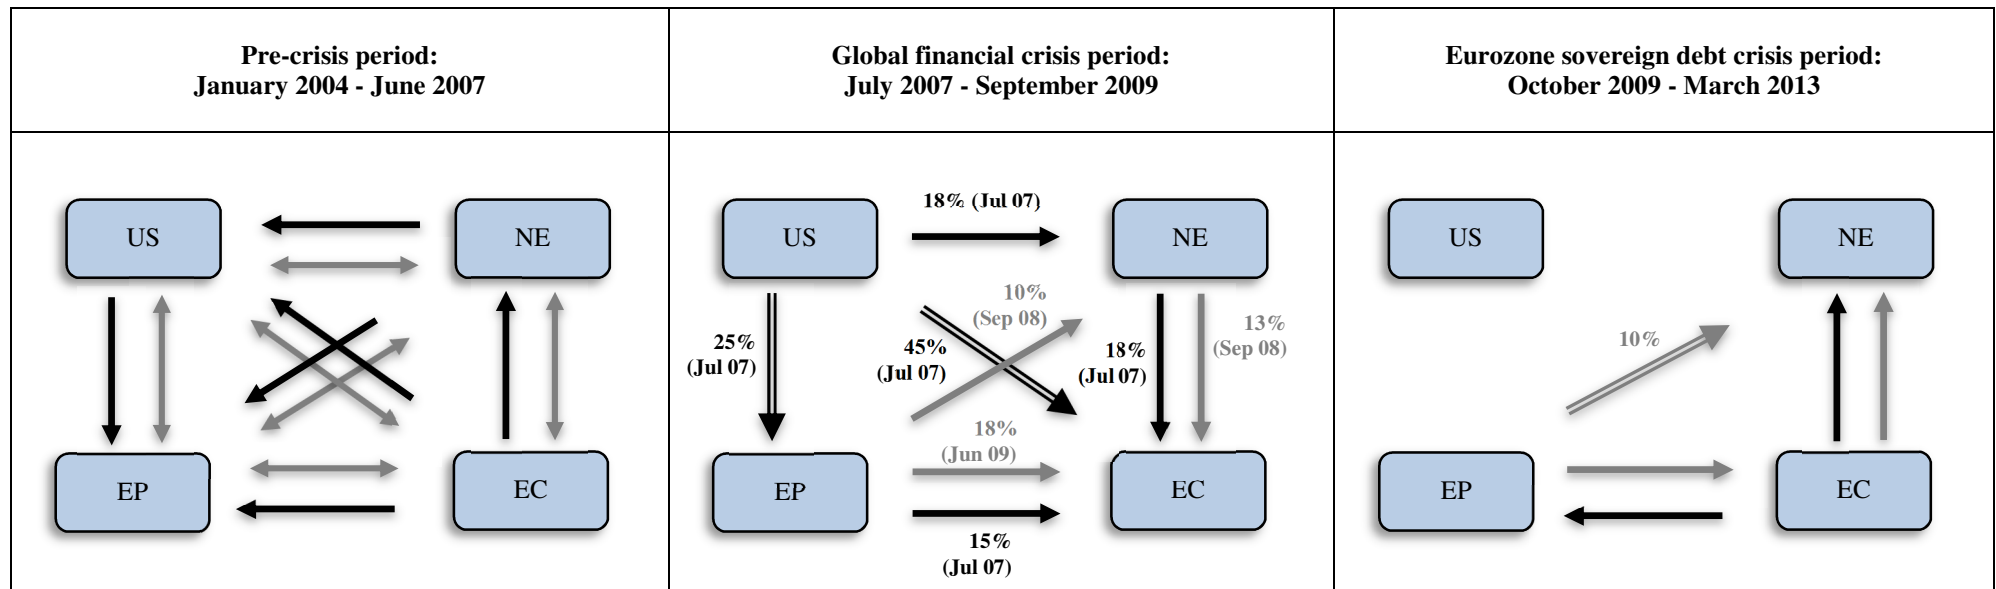 Pre-crisis period:
January 2004 - June 2007
Global financial crisis period:
July 2007 - September 2009
Eurozone sovereign debt crisis period:
October 2009 - March 2013
US
NE
EP
EC
18% (Jul 07)
US
NE
10%
(Sep 08)
25%
(Jul 07)
45%
(Jul 07)
18%
(Jul 07)
13%
(Sep 08)
18%
(Jun 09)
EP
EC
15%
(Jul 07)
US
NE
10%
EP
EC